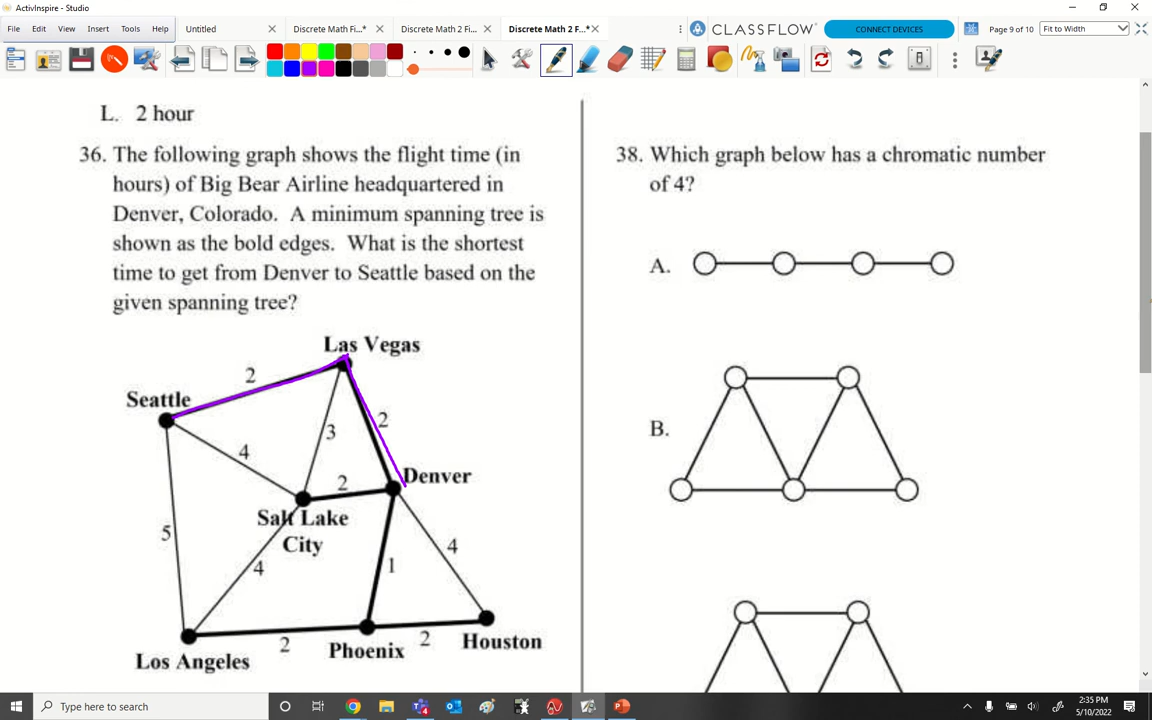 ActivInspire - Studio
File Edit View Insert Tools Help
Untitled
Discrete Math Fi...*
Discrete Math 2 Fi...
Discrete Math 2 F...*
CLASSFLOW
CONNECT DEVICES
Page 9 of 10
Fit to Width
L. 2 hour
36. The following graph shows the flight time (in
hours) of Big Bear Airline headquartered in
Denver, Colorado. A minimum spanning tree is
shown as the bold edges. What is the shortest
time to get from Denver to Seattle based on the
given spanning tree?
Las Vegas
2
Seattle
2
3
4
Denver
2
Salt Lake
City
5
4
4
1
2
2
Los Angeles
Phoenix
Houston
38. Which graph below has a chromatic number
of 4?
A.
B.
Type here to search
2:35 PM
5/10/2022